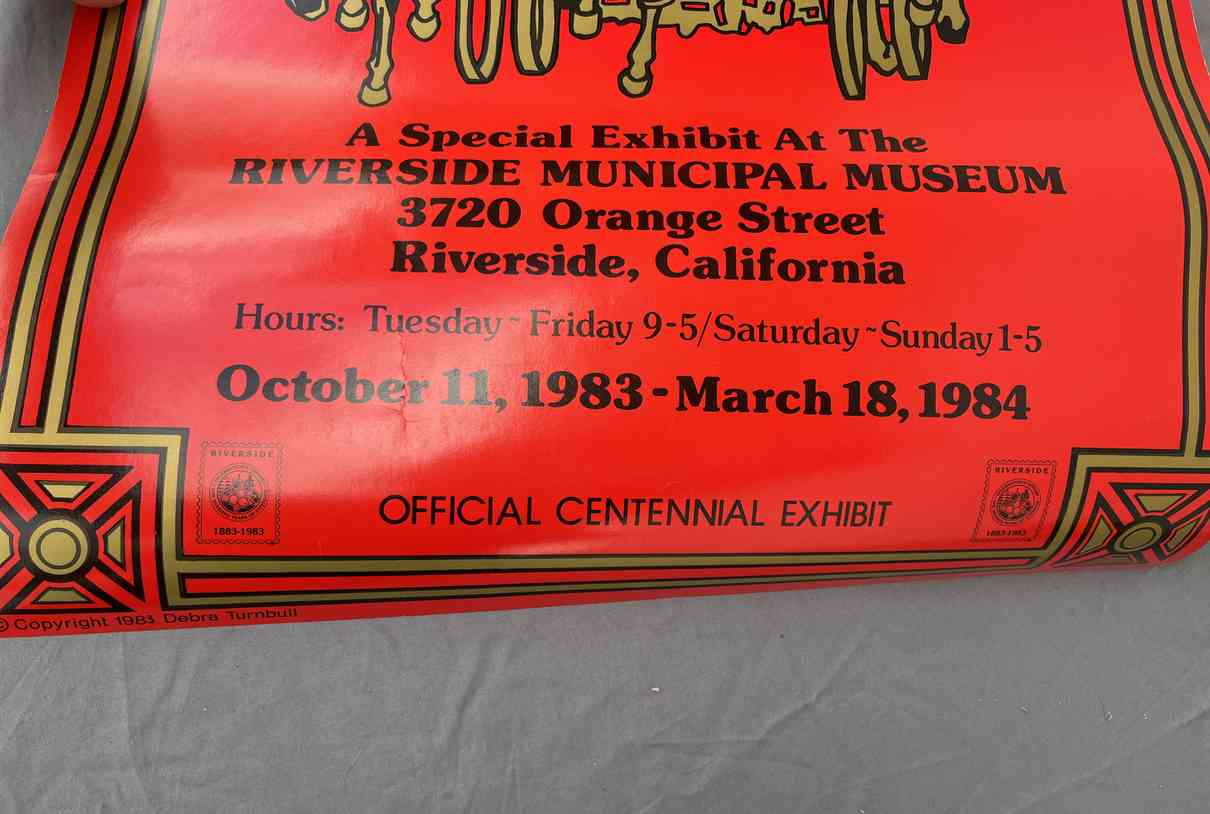 A Special Exhibit At The
RIVERSIDE MUNICIPAL MUSEUM
3720 Orange Street
Riverside, California
Hours: Tuesday ~ Friday 9-5/Saturday ~ Sunday 1-5
October 11, 1983 - March 18, 1984
RIVERSIDE
1883-1983
OFFICIAL CENTENNIAL EXHIBIT
RIVERSIDE
1883-1983
© Copyright 1983 Debra Turnbull